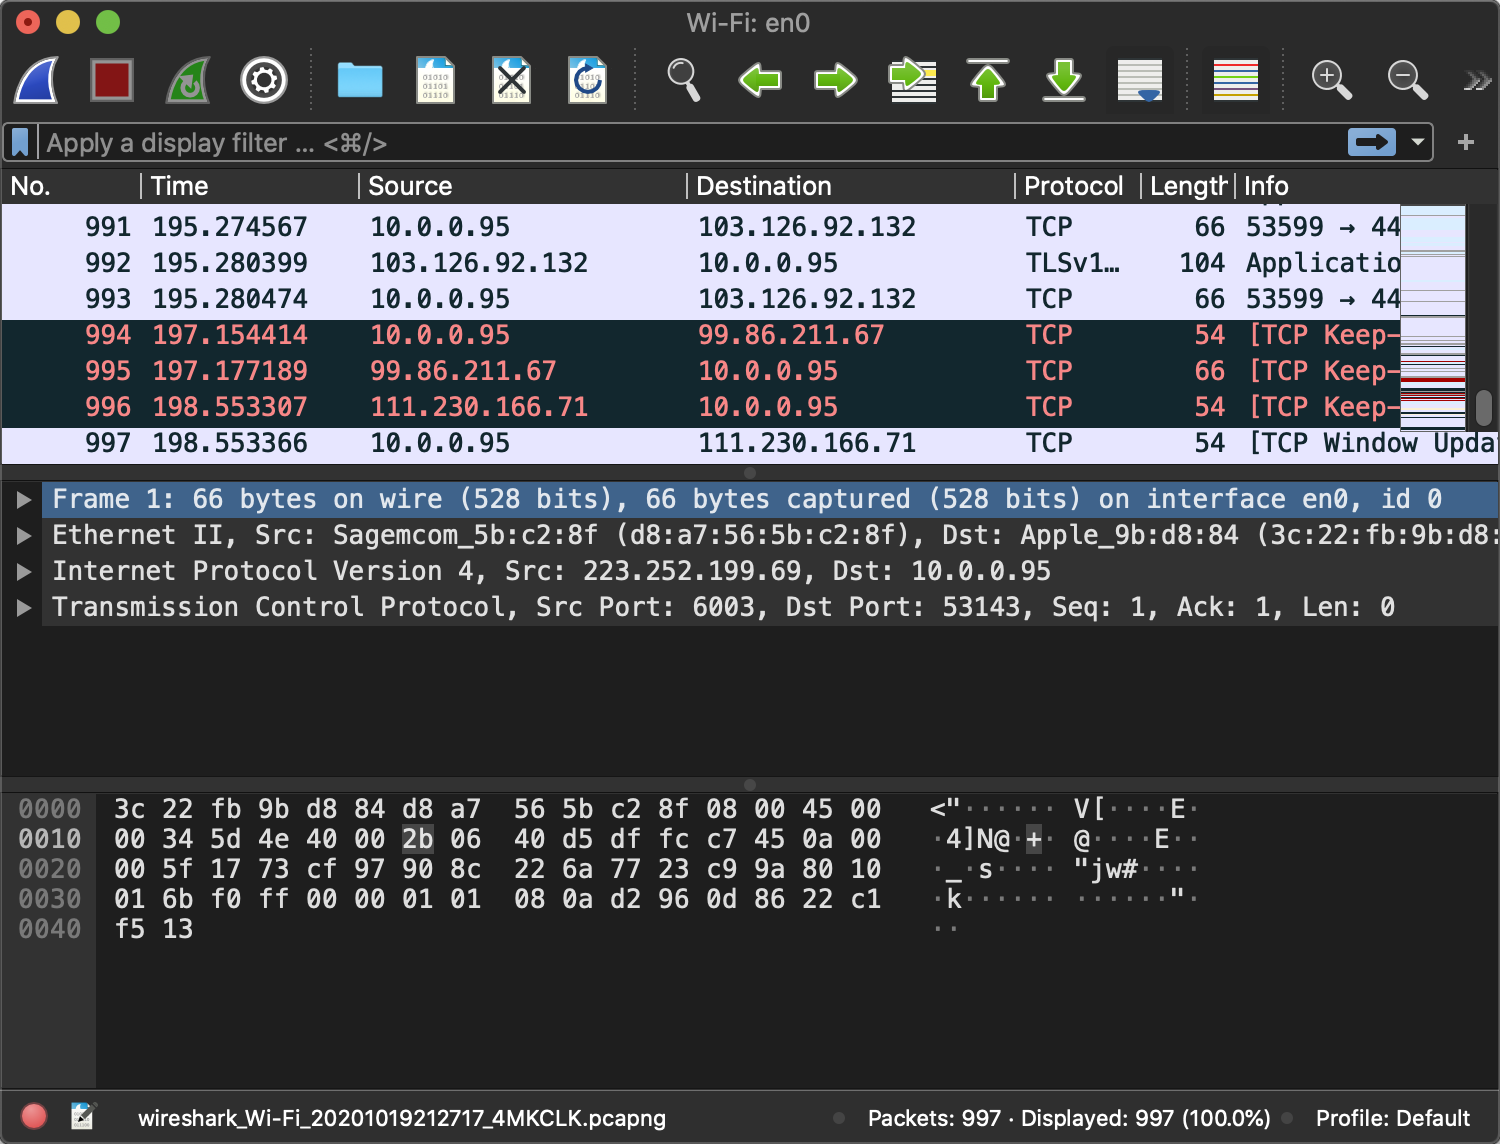 Wi-Fi: en0
Apply a display filter ... <⌘/>
No. Time Source Destination Protocol Length Info
991 195.274567 10.0.0.95 103.126.92.132 TCP 66 53599 → 44
992 195.280399 103.126.92.132 10.0.0.95 TLSv1… 104 Applicatio
993 195.280474 10.0.0.95 103.126.92.132 TCP 66 53599 → 44
994 197.154414 10.0.0.95 99.86.211.67 TCP 54 [TCP Keep-
995 197.177189 99.86.211.67 10.0.0.95 TCP 66 [TCP Keep-
996 198.553307 111.230.166.71 10.0.0.95 TCP 54 [TCP Keep-
997 198.553366 10.0.0.95 111.230.166.71 TCP 54 [TCP Window Upda
Frame 1: 66 bytes on wire (528 bits), 66 bytes captured (528 bits) on interface en0, id 0
Ethernet II, Src: Sagemcom_5b:c2:8f (d8:a7:56:5b:c2:8f), Dst: Apple_9b:d8:84 (3c:22:fb:9b:d8:
Internet Protocol Version 4, Src: 223.252.199.69, Dst: 10.0.0.95
Transmission Control Protocol, Src Port: 6003, Dst Port: 53143, Seq: 1, Ack: 1, Len: 0
0000 3c 22 fb 9b d8 84 d8 a7 56 5b c2 8f 08 00 45 00 <"······ V[····E·
0010 00 34 5d 4e 40 00 2b 06 40 d5 df fc c7 45 0a 00 ·4]N@·+· @····E··
0020 00 5f 17 73 cf 97 90 8c 22 6a 77 23 c9 9a 80 10 ·_·s···· "jw#····
0030 01 6b f0 ff 00 00 01 01 08 0a d2 96 0d 86 22 c1 ·k······ ······"·
0040 f5 13 ··
wireshark_Wi-Fi_20201019212717_4MKCLK.pcapng Packets: 997 · Displayed: 997 (100.0%) Profile: Default